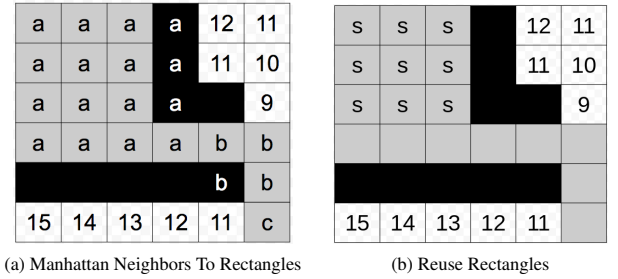 a a a a 12 11
a a a a 11 10
a a a a 9
a a a a b b
b b
15 14 13 12 11 c
(a) Manhattan Neighbors To Rectangles
s s s 12 11
s s s 11 10
s s s 9
15 14 13 12 11
(b) Reuse Rectangles